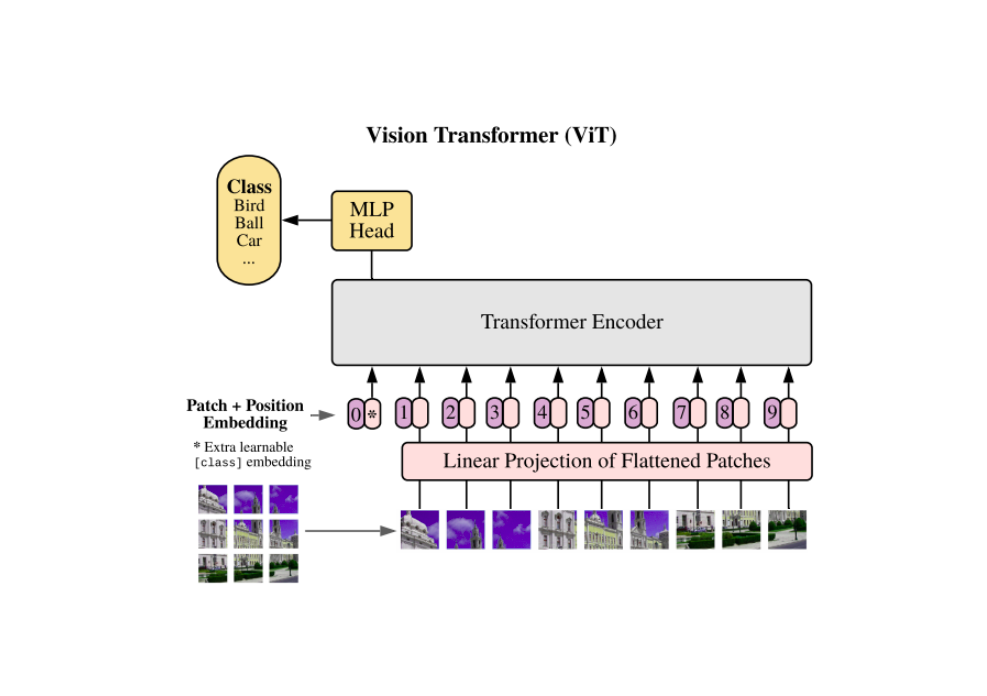 Vision Transformer (ViT)
Class
Bird
Ball
Car
...
MLP
Head
Transformer Encoder
Patch + Position
Embedding
0 * 1 2 3 4 5 6 7 8 9
* Extra learnable
[class] embedding
Linear Projection of Flattened Patches